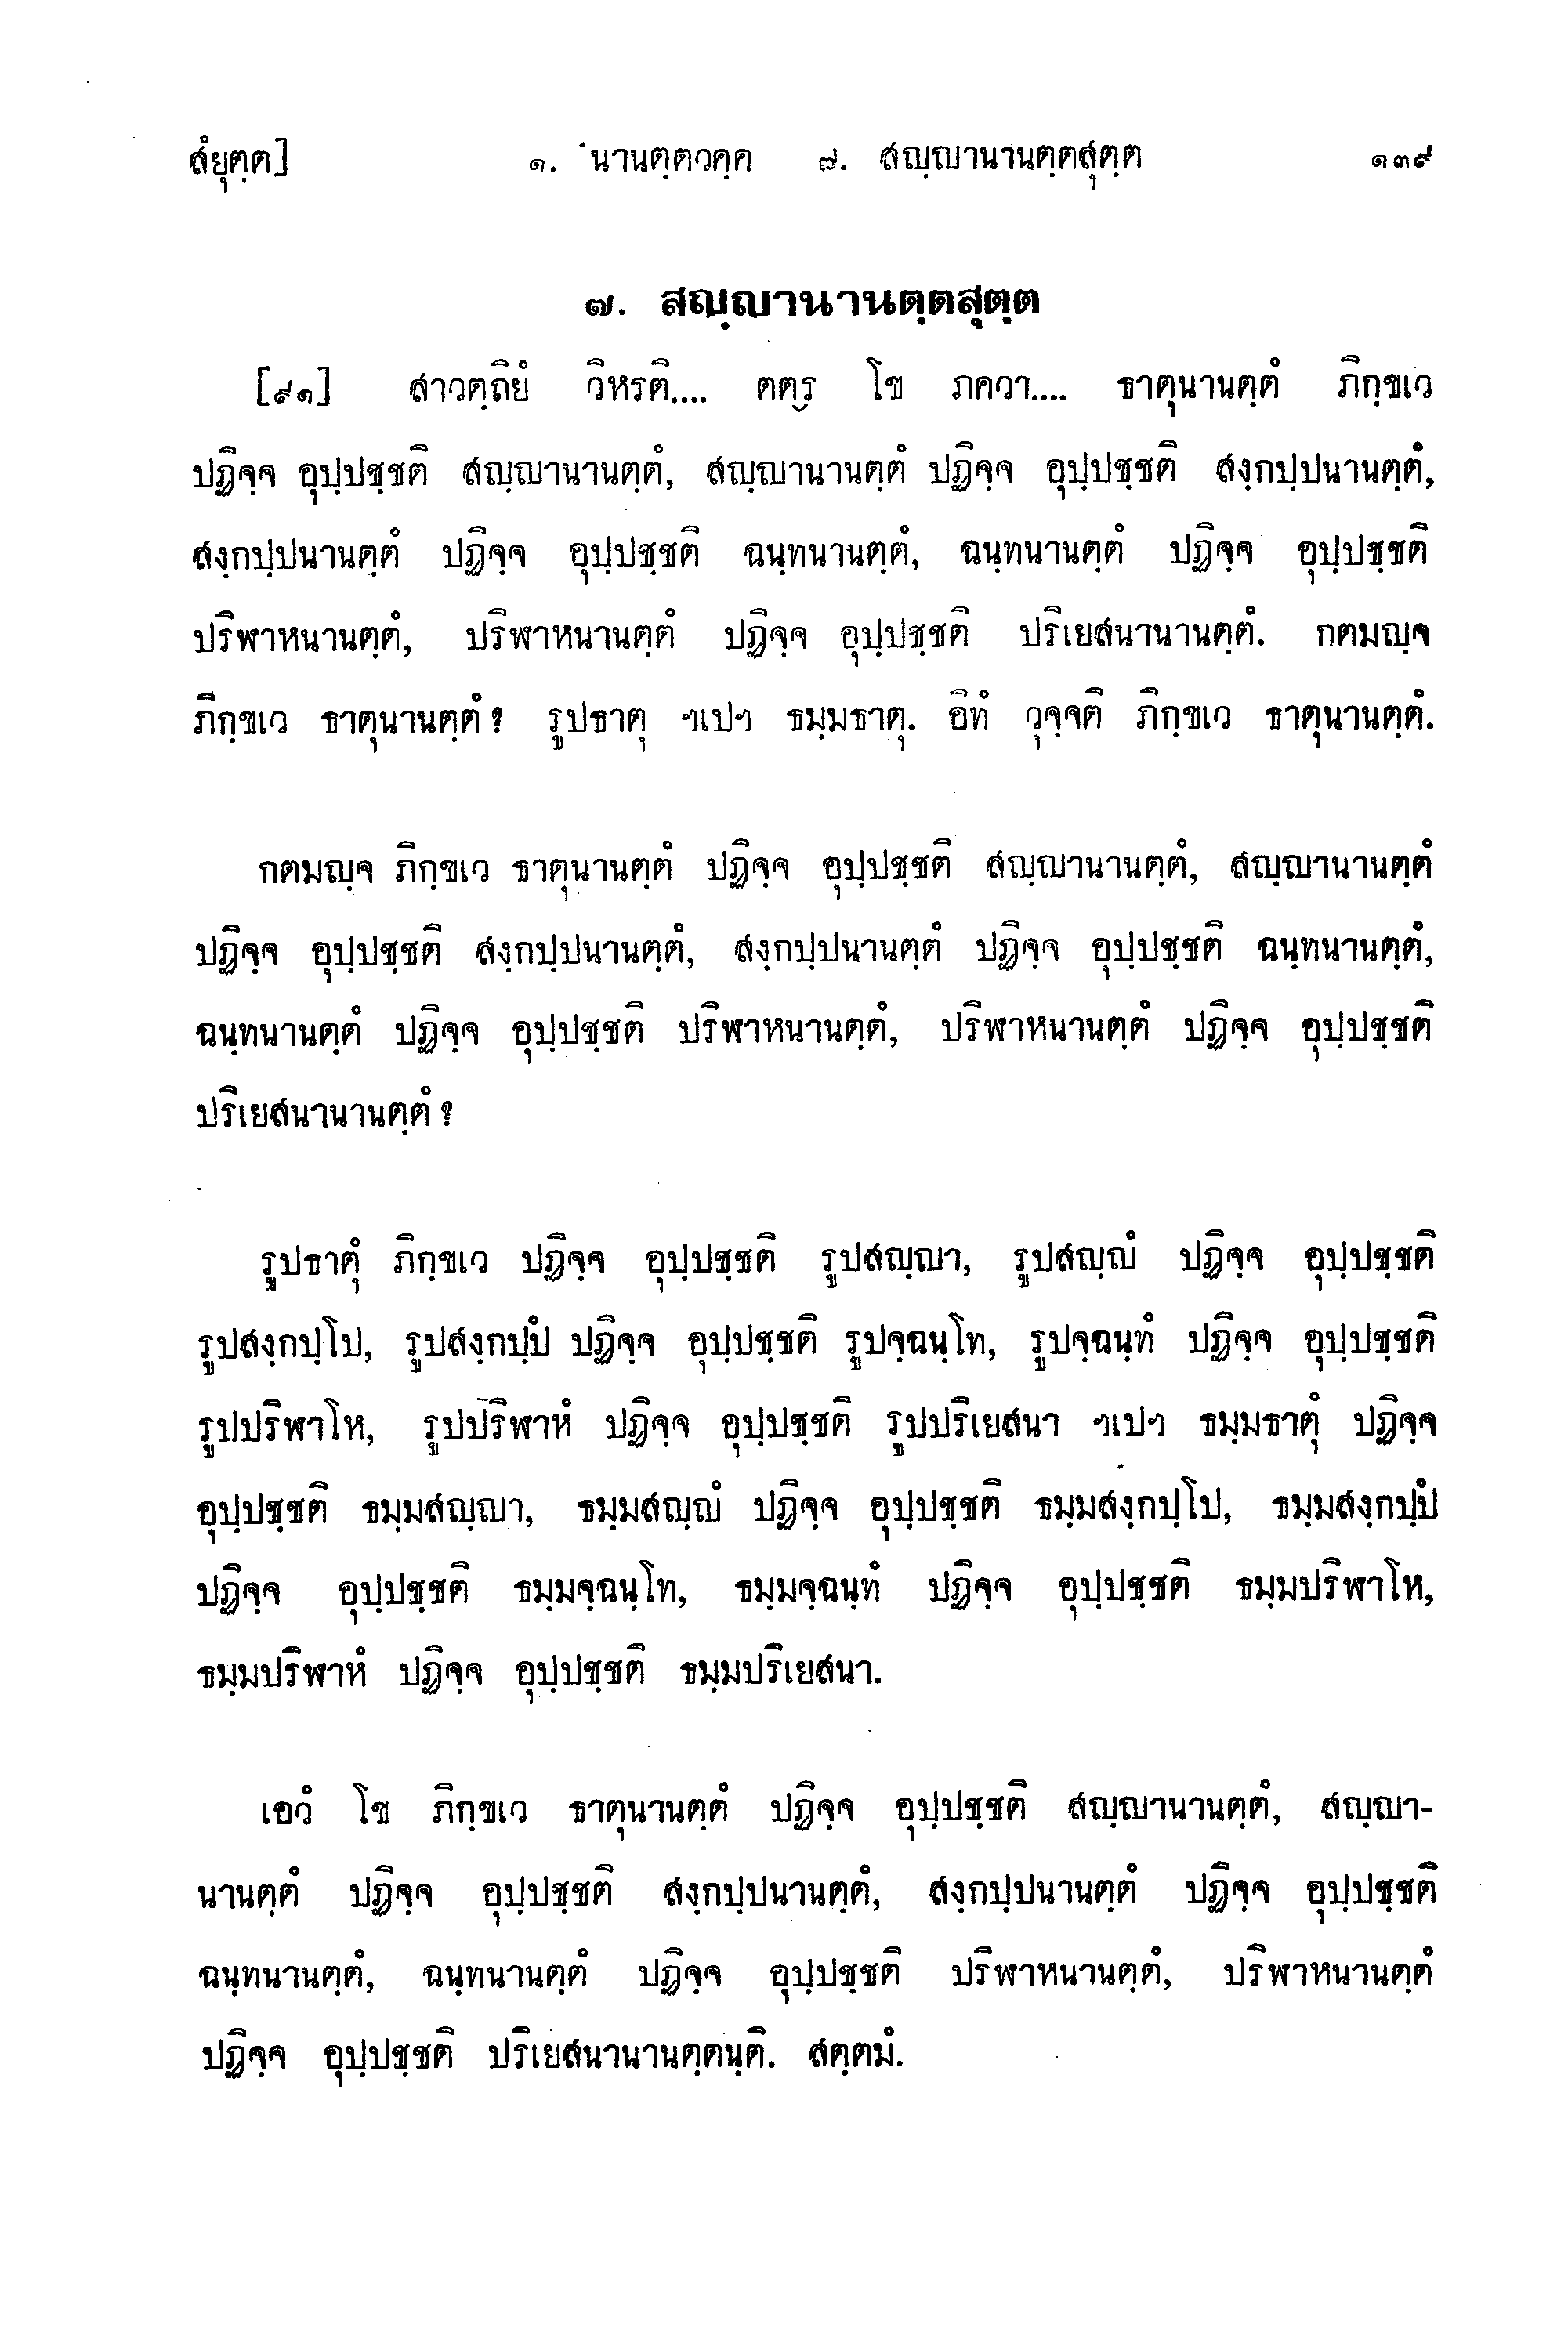 สํยุตฺต]
๑. นานตฺตวคฺค ๗. สญฺญานานตฺตสุตฺต
๑๓๙
๗. สญฺญานานตฺตสุตฺต
[๙๑] สาวตฺถิยํ วิหรติ.... ตตฺร โข ภควา.... ธาตุนานตฺตํ ภิกฺขเว
ปฏิจฺจ อุปฺปชฺชติ สญฺญานานตฺตํ, สญฺญานานตฺตํ ปฏิจฺจ อุปฺปชฺชติ สงฺกปฺปนานตฺตํ,
สงฺกปฺปนานตฺตํ ปฏิจฺจ อุปฺปชฺชติ ฉนฺทนานตฺตํ, ฉนฺทนานตฺตํ ปฏิจฺจ อุปฺปชฺชติ
ปริฬาหนานตฺตํ, ปริฬาหนานตฺตํ ปฏิจฺจ อุปฺปชฺชติ ปริเยสนานานตฺตํ. กตมญฺจ
ภิกฺขเว ธาตุนานตฺตํ? รูปธาตุ ฯเปฯ ธมฺมธาตุ. อิทํ วุจฺจติ ภิกฺขเว ธาตุนานตฺตํ.
กตมญฺจ ภิกฺขเว ธาตุนานตฺตํ ปฏิจฺจ อุปฺปชฺชติ สญฺญานานตฺตํ, สญฺญานานตฺตํ
ปฏิจฺจ อุปฺปชฺชติ สงฺกปฺปนานตฺตํ, สงฺกปฺปนานตฺตํ ปฏิจฺจ อุปฺปชฺชติ ฉนฺทนานตฺตํ,
ฉนฺทนานตฺตํ ปฏิจฺจ อุปฺปชฺชติ ปริฬาหนานตฺตํ, ปริฬาหนานตฺตํ ปฏิจฺจ อุปฺปชฺชติ
ปริเยสนานานตฺตํ?
รูปธาตุํ ภิกฺขเว ปฏิจฺจ อุปฺปชฺชติ รูปสญฺญา, รูปสญฺญํ ปฏิจฺจ อุปฺปชฺชติ
รูปสงฺกปฺโป, รูปสงฺกปฺปํ ปฏิจฺจ อุปฺปชฺชติ รูปจฺฉนฺโท, รูปจฺฉนฺทํ ปฏิจฺจ อุปฺปชฺชติ
รูปปริฬาโห, รูปปริฬาหํ ปฏิจฺจ อุปฺปชฺชติ รูปปริเยสนา ฯเปฯ ธมฺมธาตุํ ปฏิจฺจ
อุปฺปชฺชติ ธมฺมสญฺญา, ธมฺมสญฺญํ ปฏิจฺจ อุปฺปชฺชติ ธมฺมสงฺกปฺโป, ธมฺมสงฺกปฺปํ
ปฏิจฺจ อุปฺปชฺชติ ธมฺมจฺฉนฺโท, ธมฺมจฺฉนฺทํ ปฏิจฺจ อุปฺปชฺชติ ธมฺมปริฬาโห,
ธมฺมปริฬาหํ ปฏิจฺจ อุปฺปชฺชติ ธมฺมปริเยสนา.
เอวํ โข ภิกฺขเว ธาตุนานตฺตํ ปฏิจฺจ อุปฺปชฺชติ สญฺญานานตฺตํ, สญฺญา-
นานตฺตํ ปฏิจฺจ อุปฺปชฺชติ สงฺกปฺปนานตฺตํ, สงฺกปฺปนานตฺตํ ปฏิจฺจ อุปฺปชฺชติ
ฉนฺทนานตฺตํ, ฉนฺทนานตฺตํ ปฏิจฺจ อุปฺปชฺชติ ปริฬาหนานตฺตํ, ปริฬาหนานตฺตํ
ปฏิจฺจ อุปฺปชฺชติ ปริเยสนานานตฺตนฺติ. สตฺตมํ.